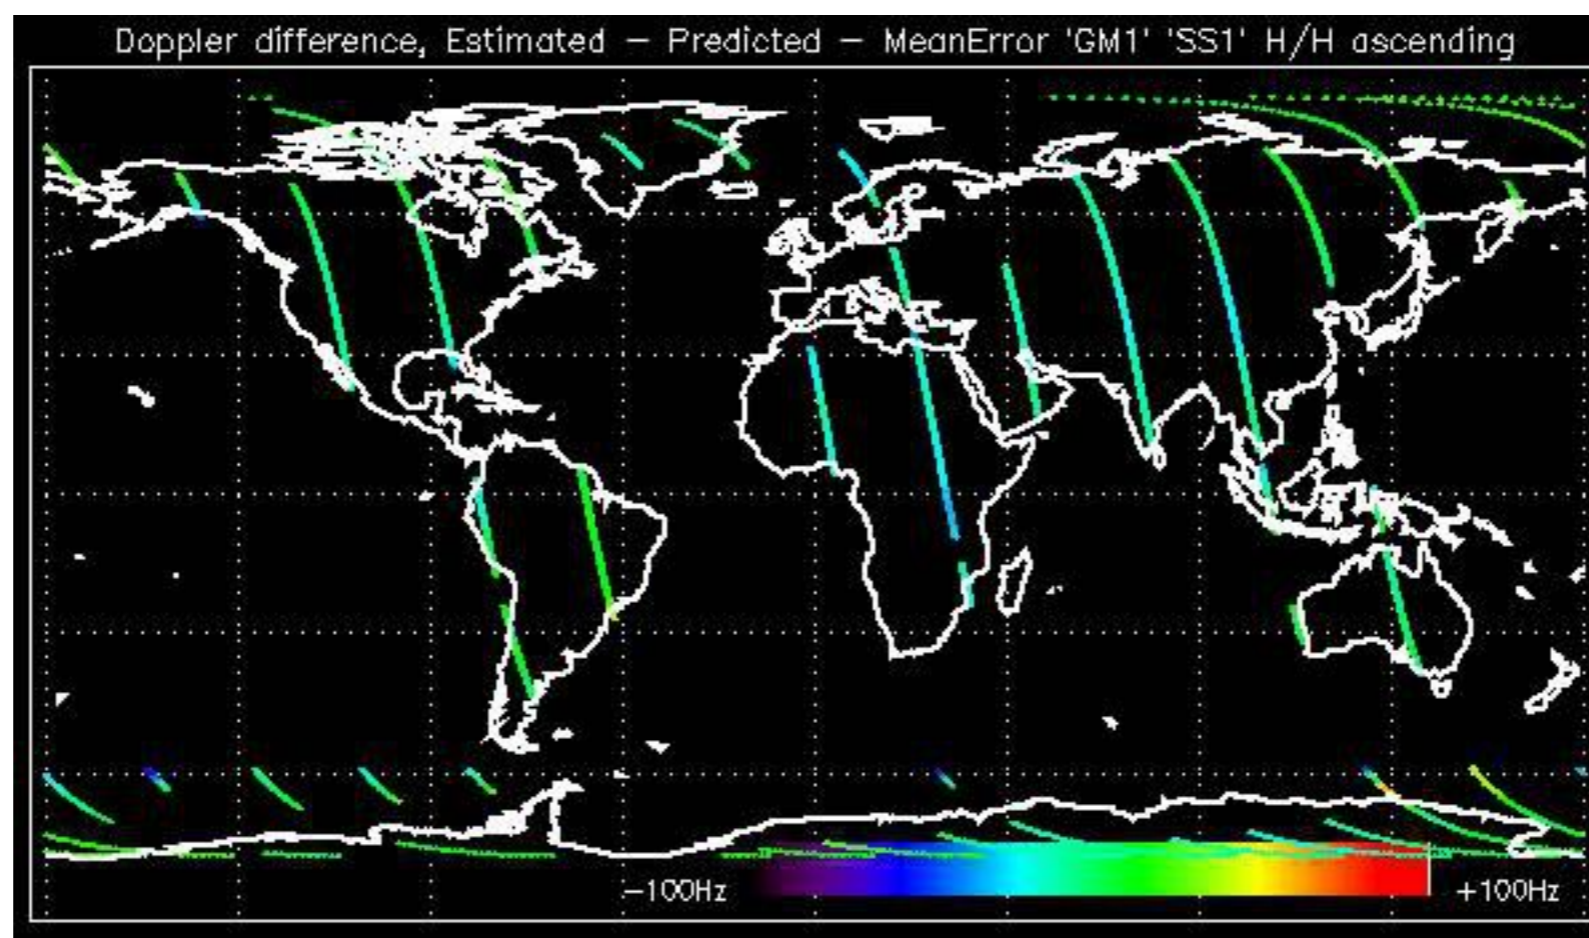 Doppler difference, Estimated – Predicted – MeanError 'GM1' 'SS1' H/H ascending
–100Hz +100Hz